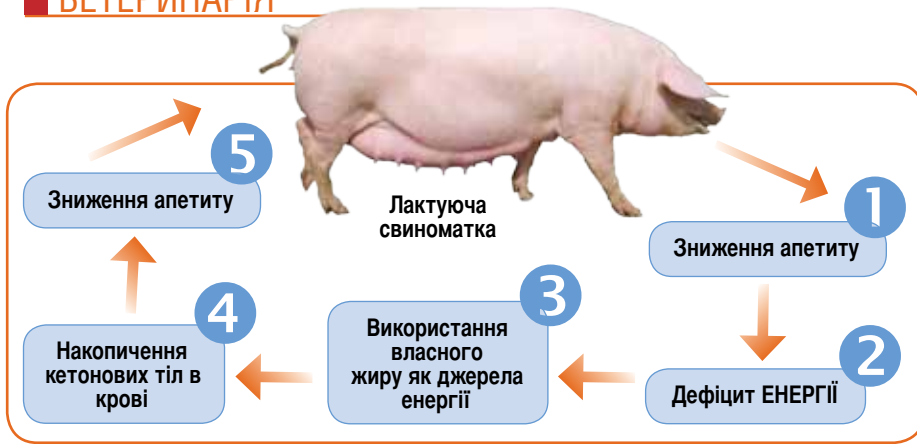 ВЕТЕРИНАРІЯ
Лактуюча
свиноматка
1
Зниження апетиту
2
Дефіцит ЕНЕРГІЇ
3
Використання
власного
жиру як джерела
енергії
4
Накопичення
кетонових тіл в
крові
5
Зниження апетиту